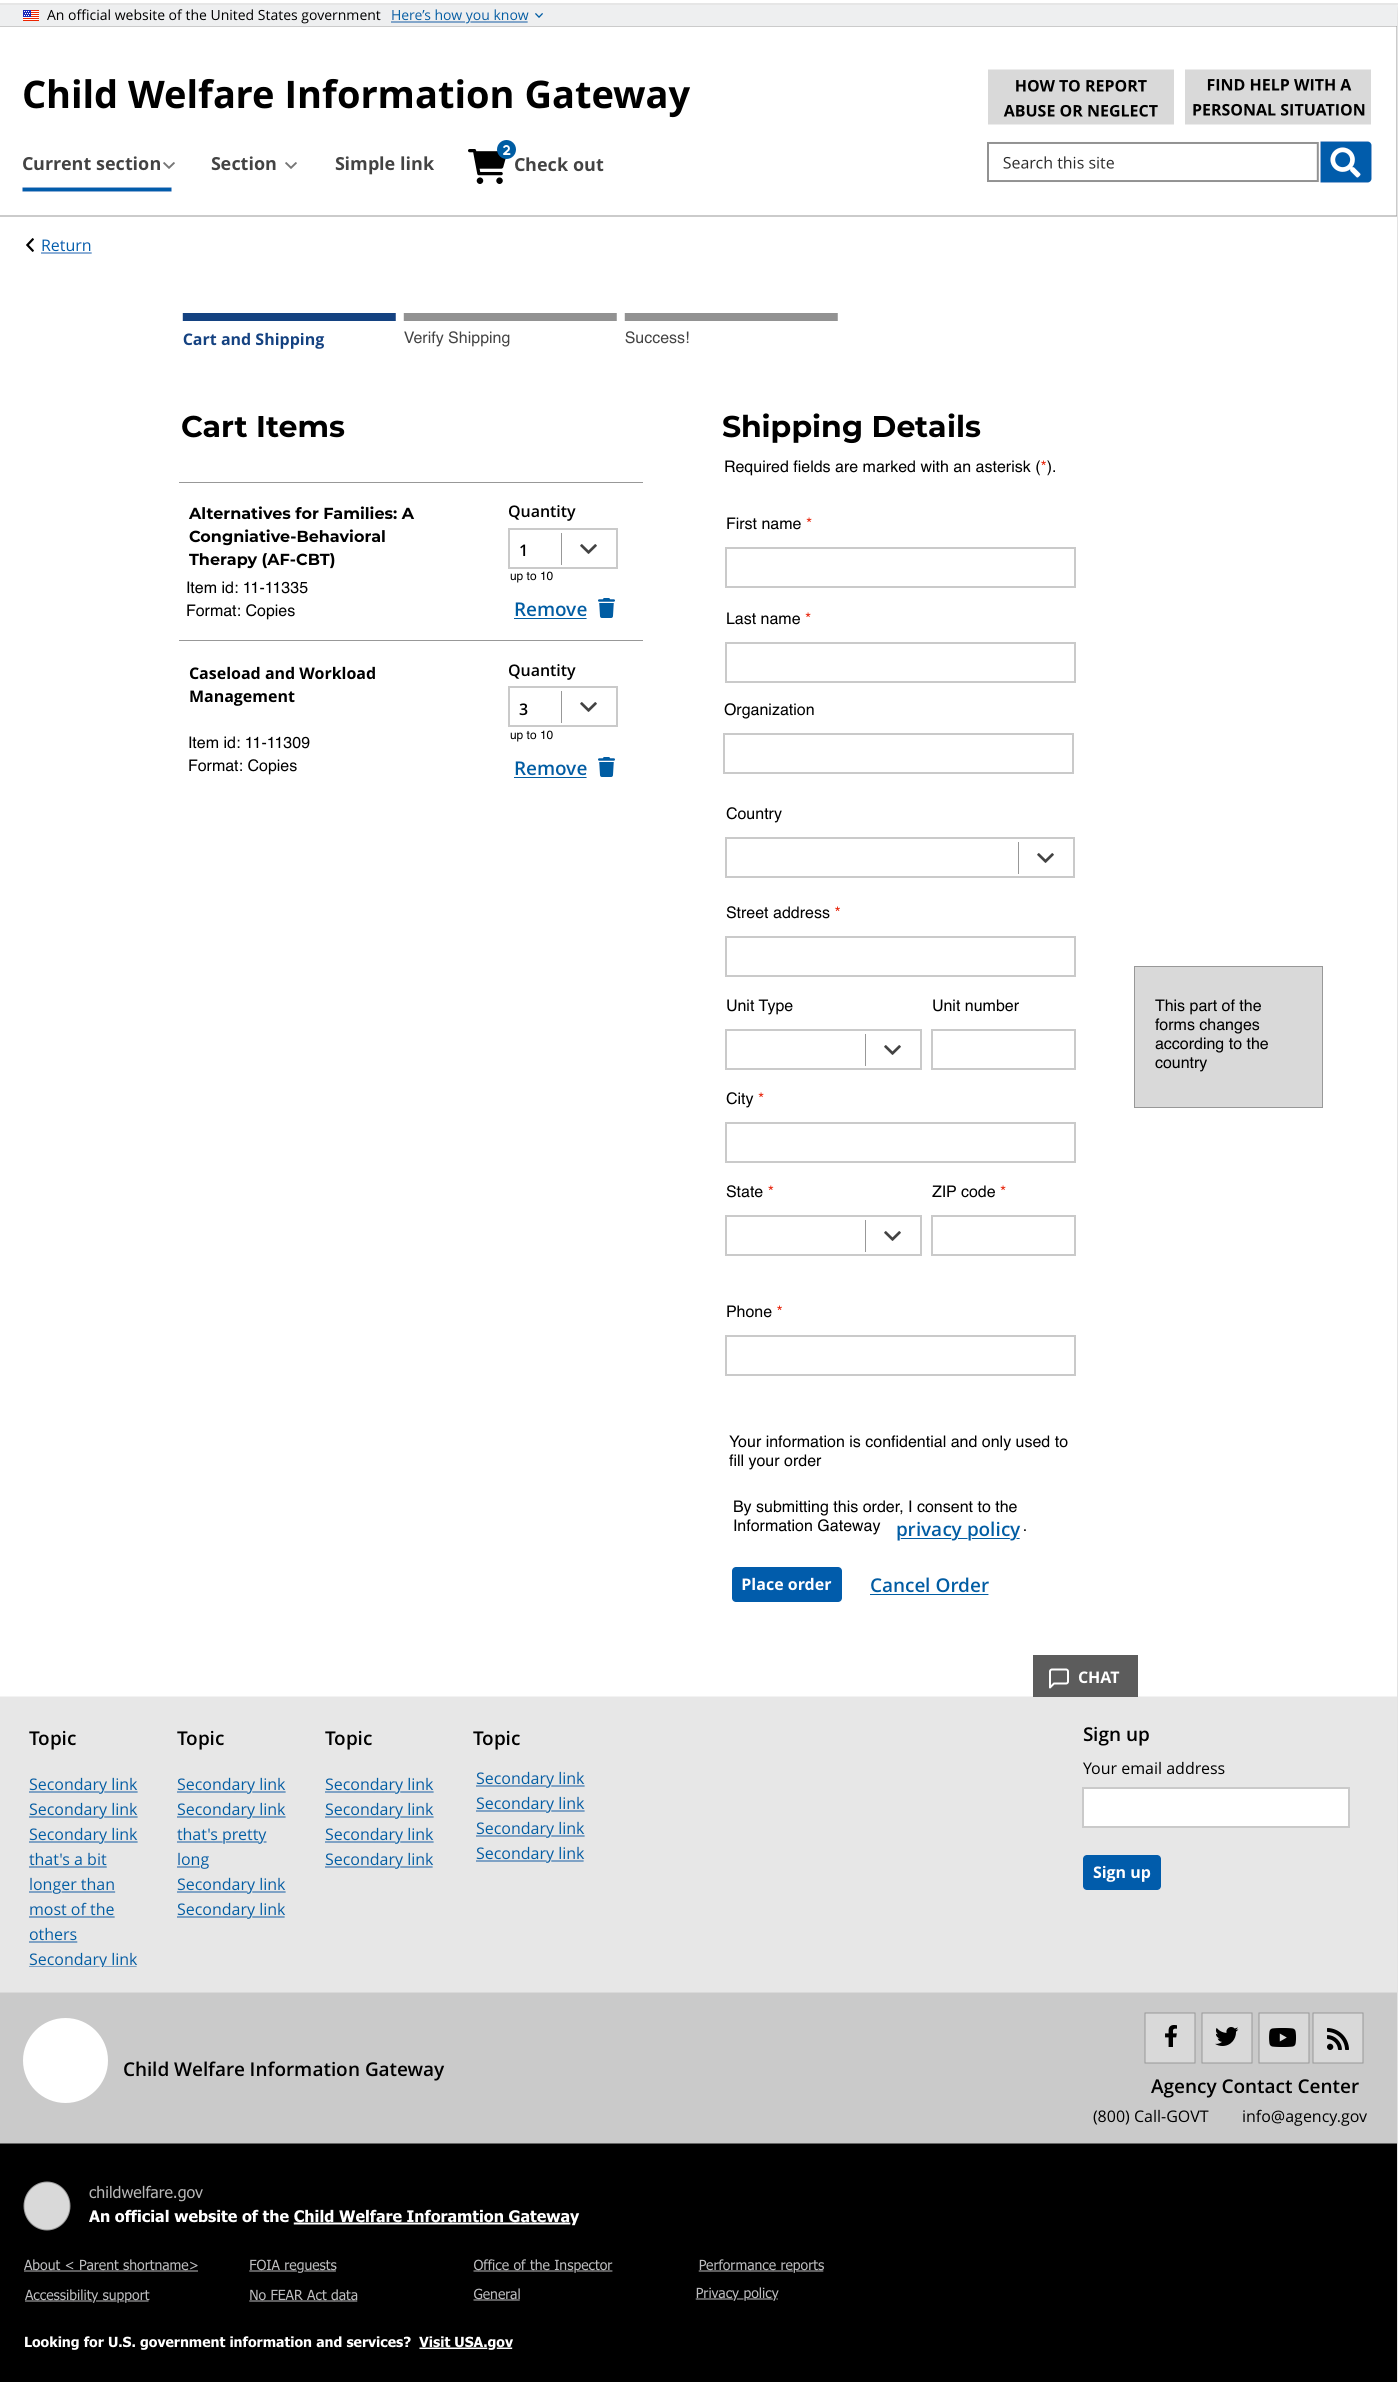 An official website of the United States government Here's how you know
Child Welfare Information Gateway
HOW TO REPORT
ABUSE OR NEGLECT
FIND HELP WITH A
PERSONAL SITUATION
Current section
Section
Simple link
2
Check out
Search this site
Return
Cart and Shipping
Verify Shipping
Success!
Cart Items
Alternatives for Families: A
Congniative-Behavioral
Therapy (AF-CBT)
Item id: 11-11335
Format: Copies
Quantity
1
up to 10
Remove
Caseload and Workload
Management
Item id: 11-11309
Format: Copies
Quantity
3
up to 10
Remove
Shipping Details
Required fields are marked with an asterisk (*).
First name *
Last name *
Organization
Country
Street address *
Unit Type
Unit number
City *
State *
ZIP code *
This part of the
forms changes
according to the
country
Phone *
Your information is confidential and only used to
fill your order
By submitting this order, I consent to the
Information Gateway privacy policy.
Place order
Cancel Order
CHAT
Topic
Secondary link
Secondary link
Secondary link
that's a bit
longer than
most of the
others
Secondary link
Topic
Secondary link
Secondary link
that's pretty
long
Secondary link
Secondary link
Topic
Secondary link
Secondary link
Secondary link
Secondary link
Topic
Secondary link
Secondary link
Secondary link
Secondary link
Sign up
Your email address
Sign up
Child Welfare Information Gateway
Agency Contact Center
(800) Call-GOVT info@agency.gov
childwelfare.gov
An official website of the Child Welfare Inforamtion Gateway
About < Parent shortname>
FOIA requests
Office of the Inspector
Performance reports
Accessibility support
No FEAR Act data
General
Privacy policy
Looking for U.S. government information and services? Visit USA.gov